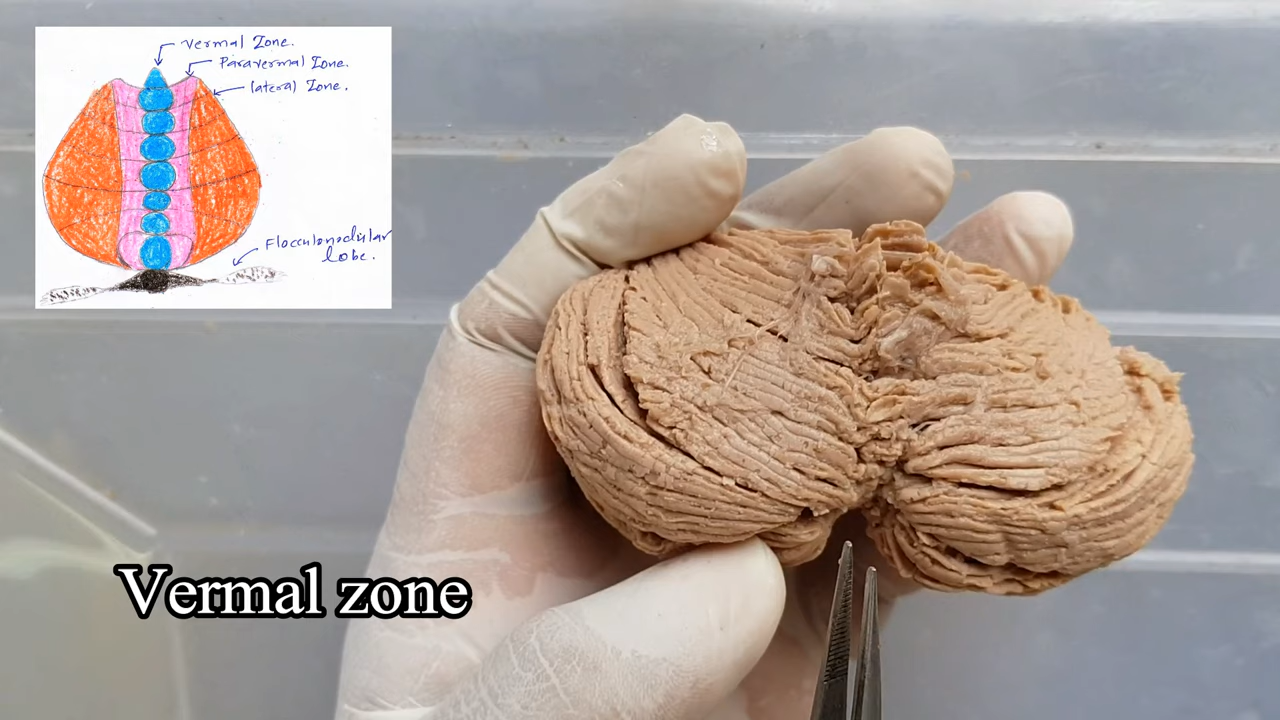 Vermal Zone.
Paravermal Zone.
lateral Zone.
Flocculonodular
lobe.
Vermal zone